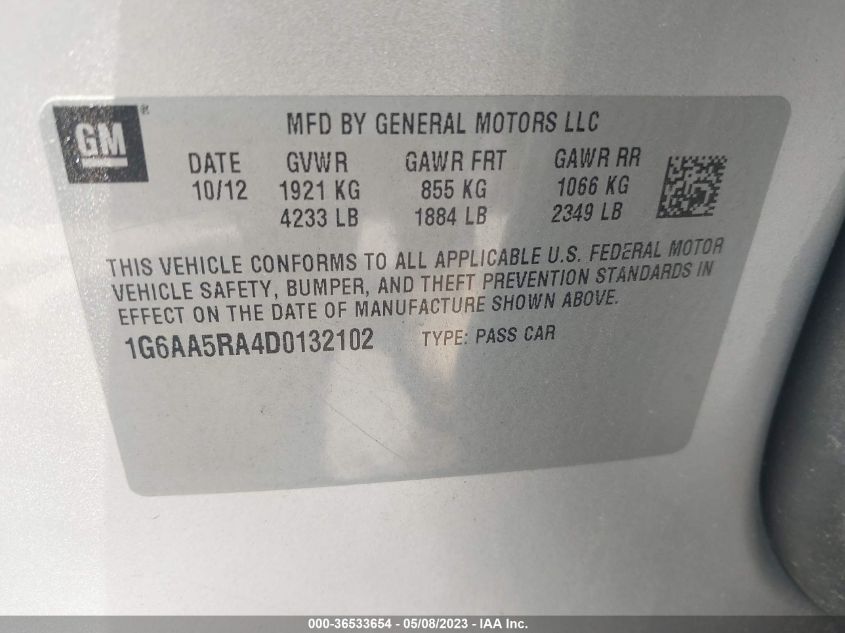 GM ®
MFD BY GENERAL MOTORS LLC
DATE GVWR GAWR FRT GAWR RR
10/12 1921 KG 855 KG 1066 KG
4233 LB 1884 LB 2349 LB
THIS VEHICLE CONFORMS TO ALL APPLICABLE U.S. FEDERAL MOTOR
VEHICLE SAFETY, BUMPER, AND THEFT PREVENTION STANDARDS IN
EFFECT ON THE DATE OF MANUFACTURE SHOWN ABOVE.
1G6AA5RA4D0132102 TYPE: PASS CAR
000-36533654 - 05/08/2023 - IAA Inc.